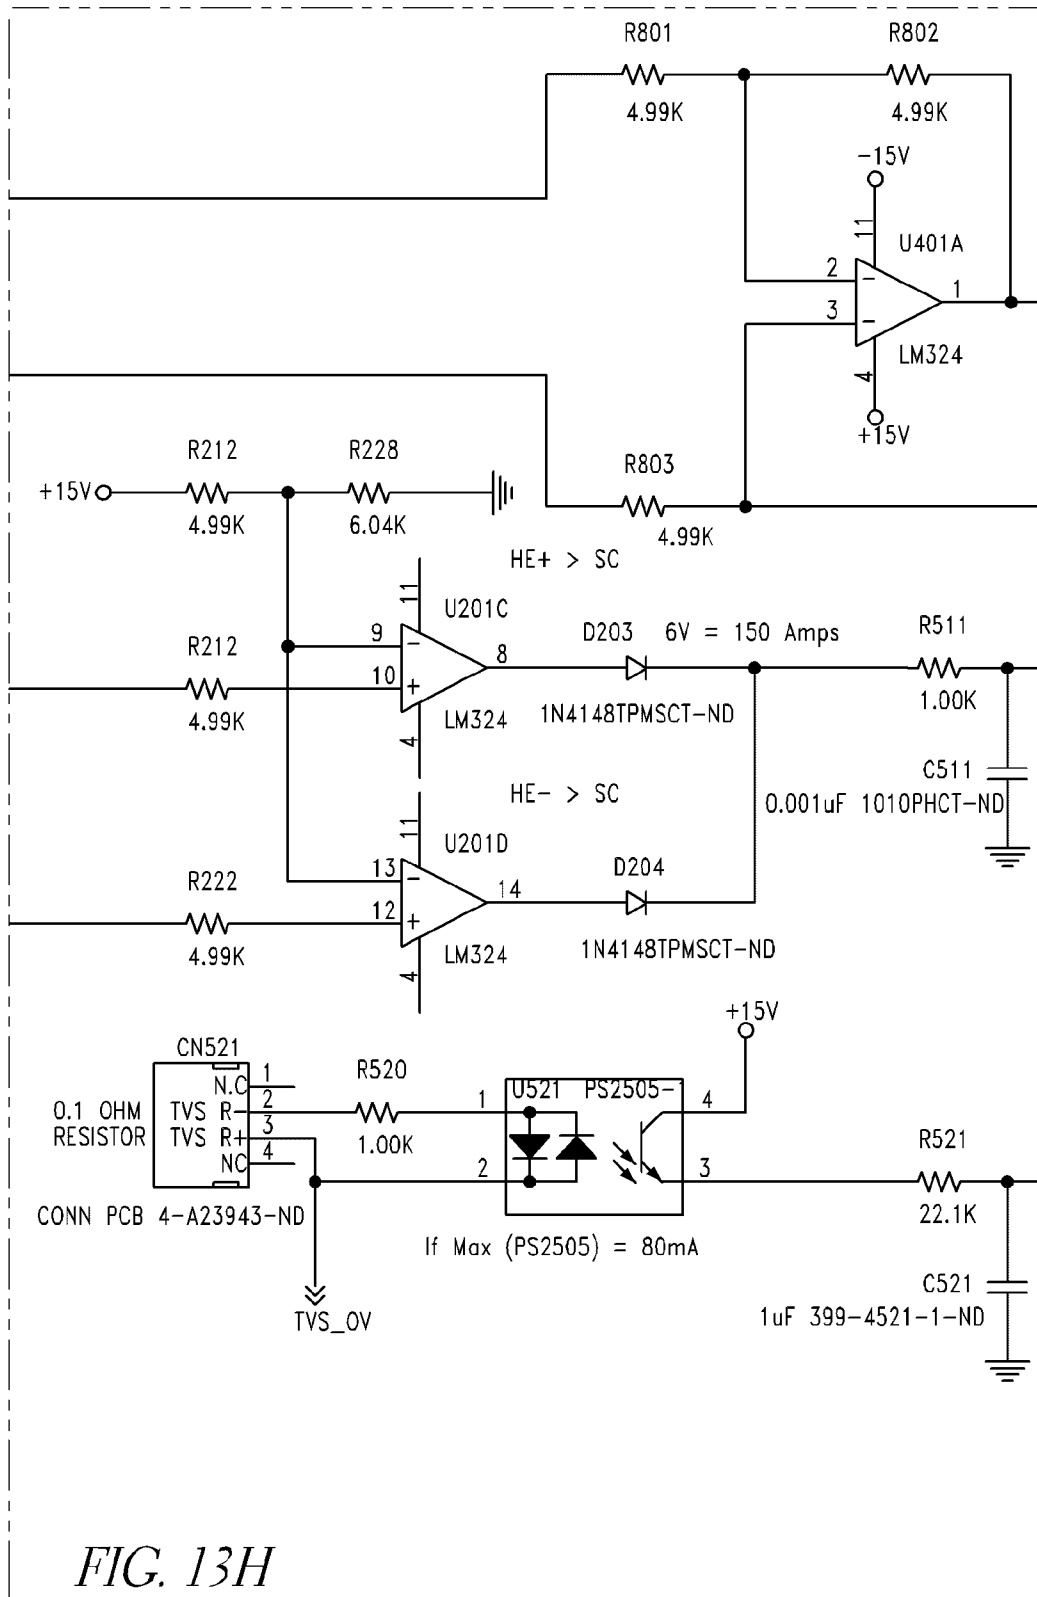 R801
R802
4.99K
4.99K
-15V
11
U401A
2
-
1
3
-
LM324
4
+15V
R212
R228
R803
+15V
4.99K
6.04K
4.99K
HE+ > SC
11
U201C
D203 6V = 150 Amps
R511
9
-
8
R212
10
+
4.99K
LM324
1N4148TPMSCT-ND
1.00K
4
HE- > SC
C511
0.001uF 1010PHCT-ND
11
U201D
D204
13
-
14
R222
12
+
4.99K
LM324
1N4148TPMSCT-ND
4
+15V
CN521
N.C 1
R520
U521 PS2505-1
0.1 OHM
RESISTOR
TVS R- 2
TVS R+ 3
NC 4
1
4
1.00K
2
3
R521
22.1K
CONN PCB 4-A23943-ND
If Max (PS2505) = 80mA
C521
1uF 399-4521-1-ND
TVS_0V
FIG. 13H